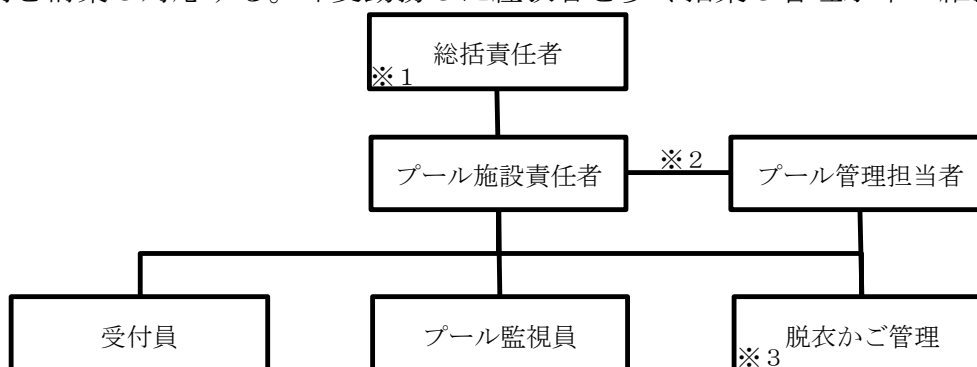 総括責任者
※１
プール施設責任者
※２
プール管理担当者
受付員
プール監視員
脱衣かご管理
※３